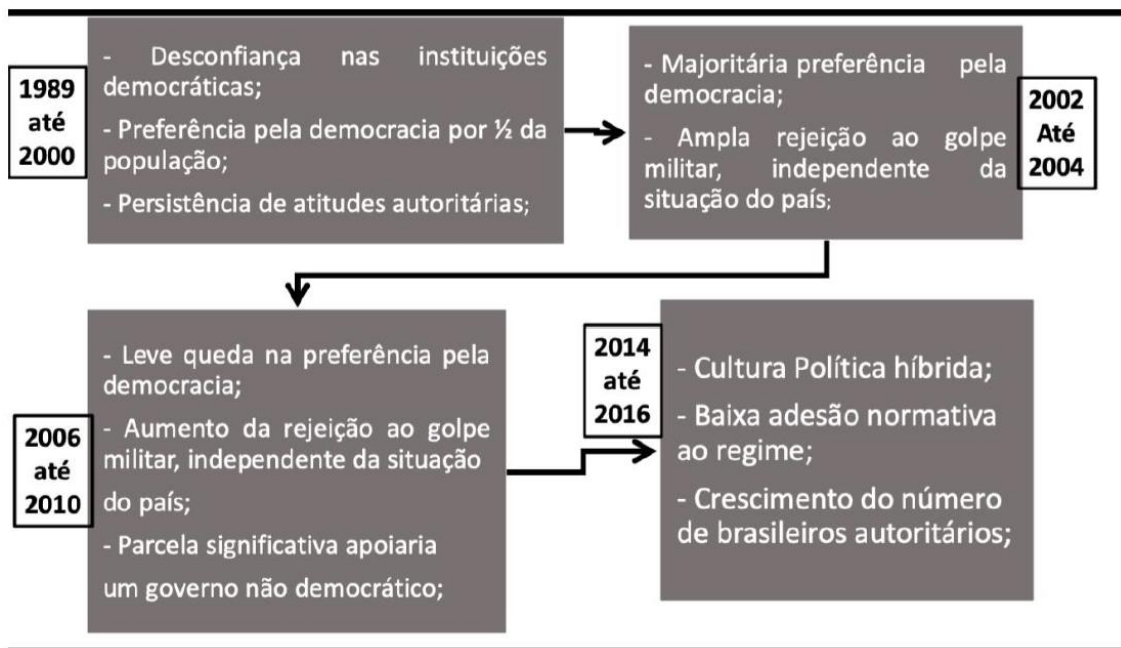 1989
até
2000
- Desconfiança nas instituições
democráticas;
- Preferência pela democracia por ½ da
população;
- Persistência de atitudes autoritárias;
- Majoritária preferência pela
democracia;
- Ampla rejeição ao golpe
militar, independente da
situação do país;
2002
Até
2004
2006
até
2010
- Leve queda na preferência pela
democracia;
- Aumento da rejeição ao golpe
militar, independente da situação
do país;
- Parcela significativa apoiaria
um governo não democrático;
2014
até
2016
- Cultura Política híbrida;
- Baixa adesão normativa
ao regime;
- Crescimento do número
de brasileiros autoritários;